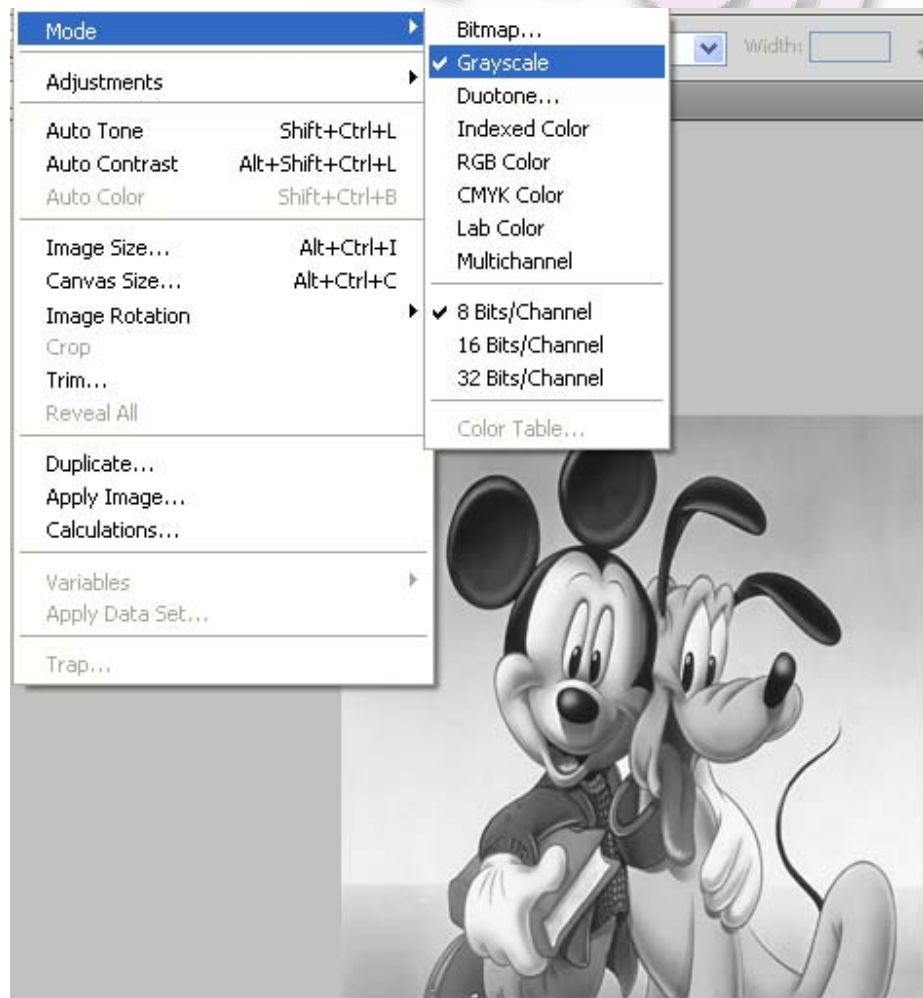 Mode
Adjustments
Auto Tone Shift+Ctrl+L
Auto Contrast Alt+Shift+Ctrl+L
Auto Color Shift+Ctrl+B
Image Size... Alt+Ctrl+I
Canvas Size... Alt+Ctrl+C
Image Rotation
Crop
Trim...
Reveal All
Duplicate...
Apply Image...
Calculations...
Variables
Apply Data Set...
Trap...
Bitmap...
Grayscale
Duotone...
Indexed Color
RGB Color
CMYK Color
Lab Color
Multichannel
8 Bits/Channel
16 Bits/Channel
32 Bits/Channel
Color Table...
Width: